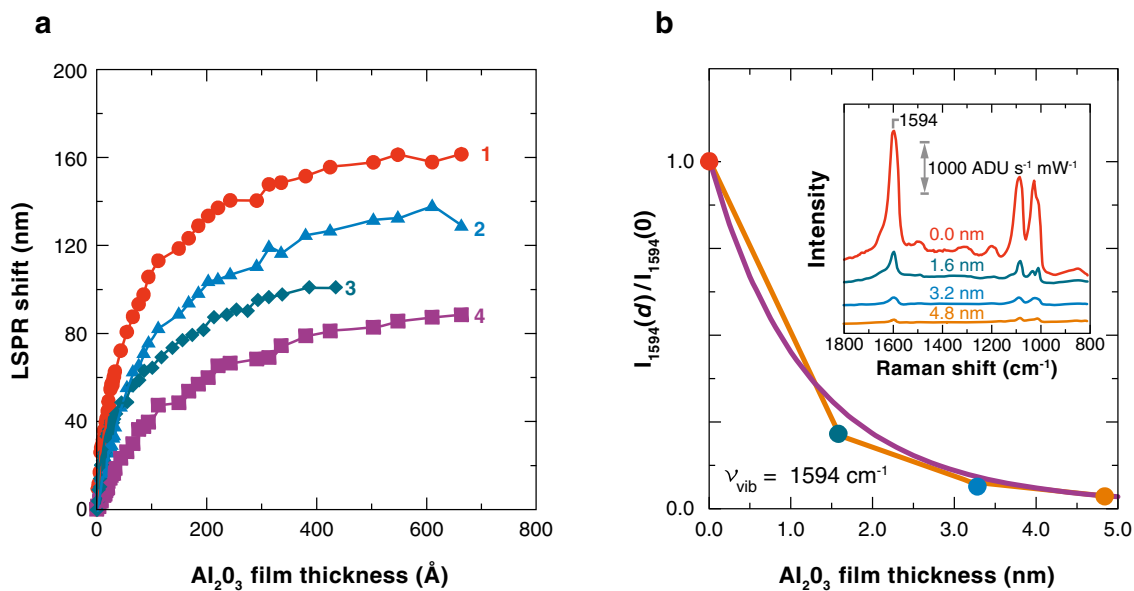 a
200
160
120
80
40
0
0
200
400
600
800
LSPR shift (nm)
Al₂0₃ film thickness (Å)
1
2
3
4
b
1.0
0.0
0.0
1.0
2.0
3.0
4.0
5.0
I₁₅₉₄(d) / I₁₅₉₄(0)
Al₂0₃ film thickness (nm)
ν_vib = 1594 cm⁻¹
1594
1000 ADU s⁻¹ mW⁻¹
0.0 nm
1.6 nm
3.2 nm
4.8 nm
Intensity
1800
1600
1400
1200
1000
800
Raman shift (cm⁻¹)